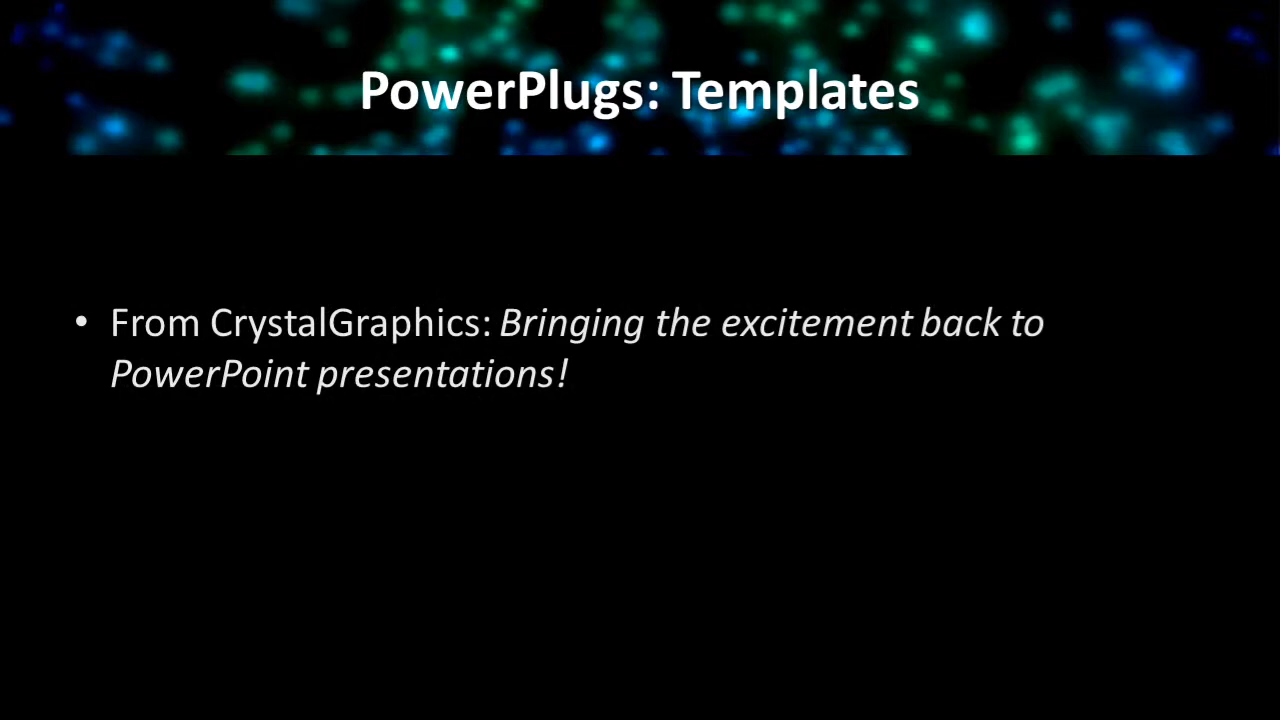 PowerPlugs: Templates
• From CrystalGraphics: Bringing the excitement back to
PowerPoint presentations!